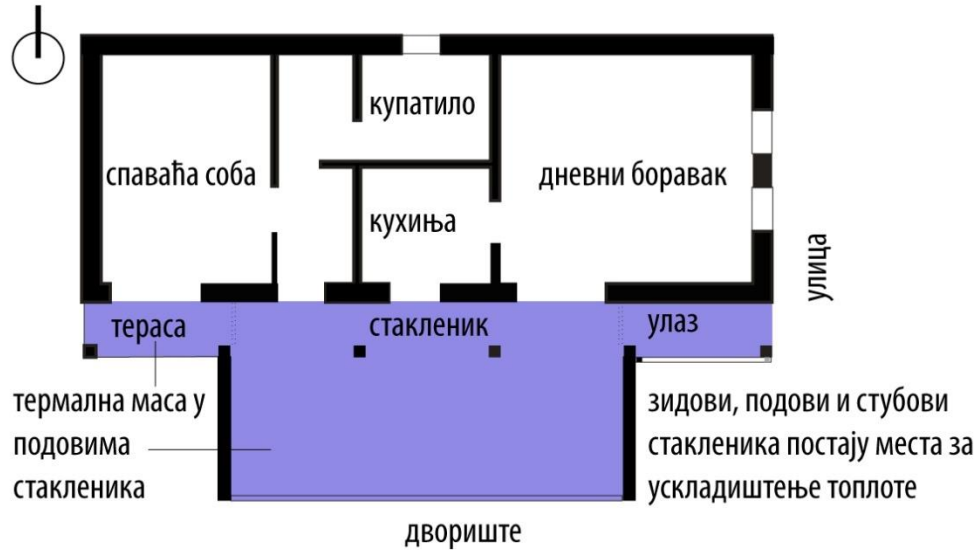 купатило
спаваћа соба
дневни боравак
кухиња
улица
тераса
стакленик
улаз
термална маса у
подовима
стакленика
зидови, подови и стубови
стакленика постају места за
ускладиштење топлоте
двориште